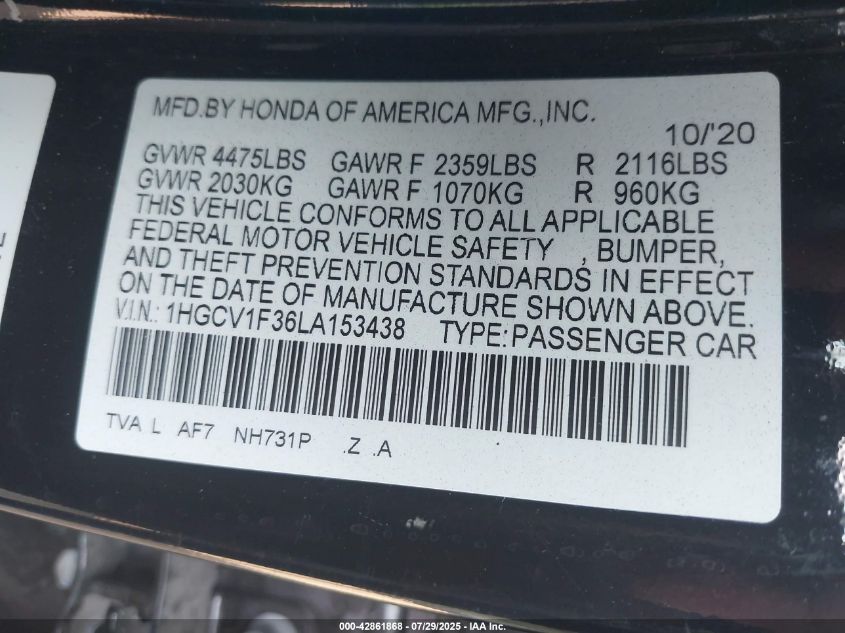 MFD.BY HONDA OF AMERICA MFG.,INC.
10/'20
GVWR 4475LBS GAWR F 2359LBS R 2116LBS
GVWR 2030KG GAWR F 1070KG R 960KG
THIS VEHICLE CONFORMS TO ALL APPLICABLE
FEDERAL MOTOR VEHICLE SAFETY , BUMPER,
AND THEFT PREVENTION STANDARDS IN EFFECT
ON THE DATE OF MANUFACTURE SHOWN ABOVE.
V.I.N.: 1HGCV1F36LA153438 TYPE:PASSENGER CAR
TVA L AF7 NH731P .Z .A
000-42861868 - 07/29/2025 - IAA Inc.